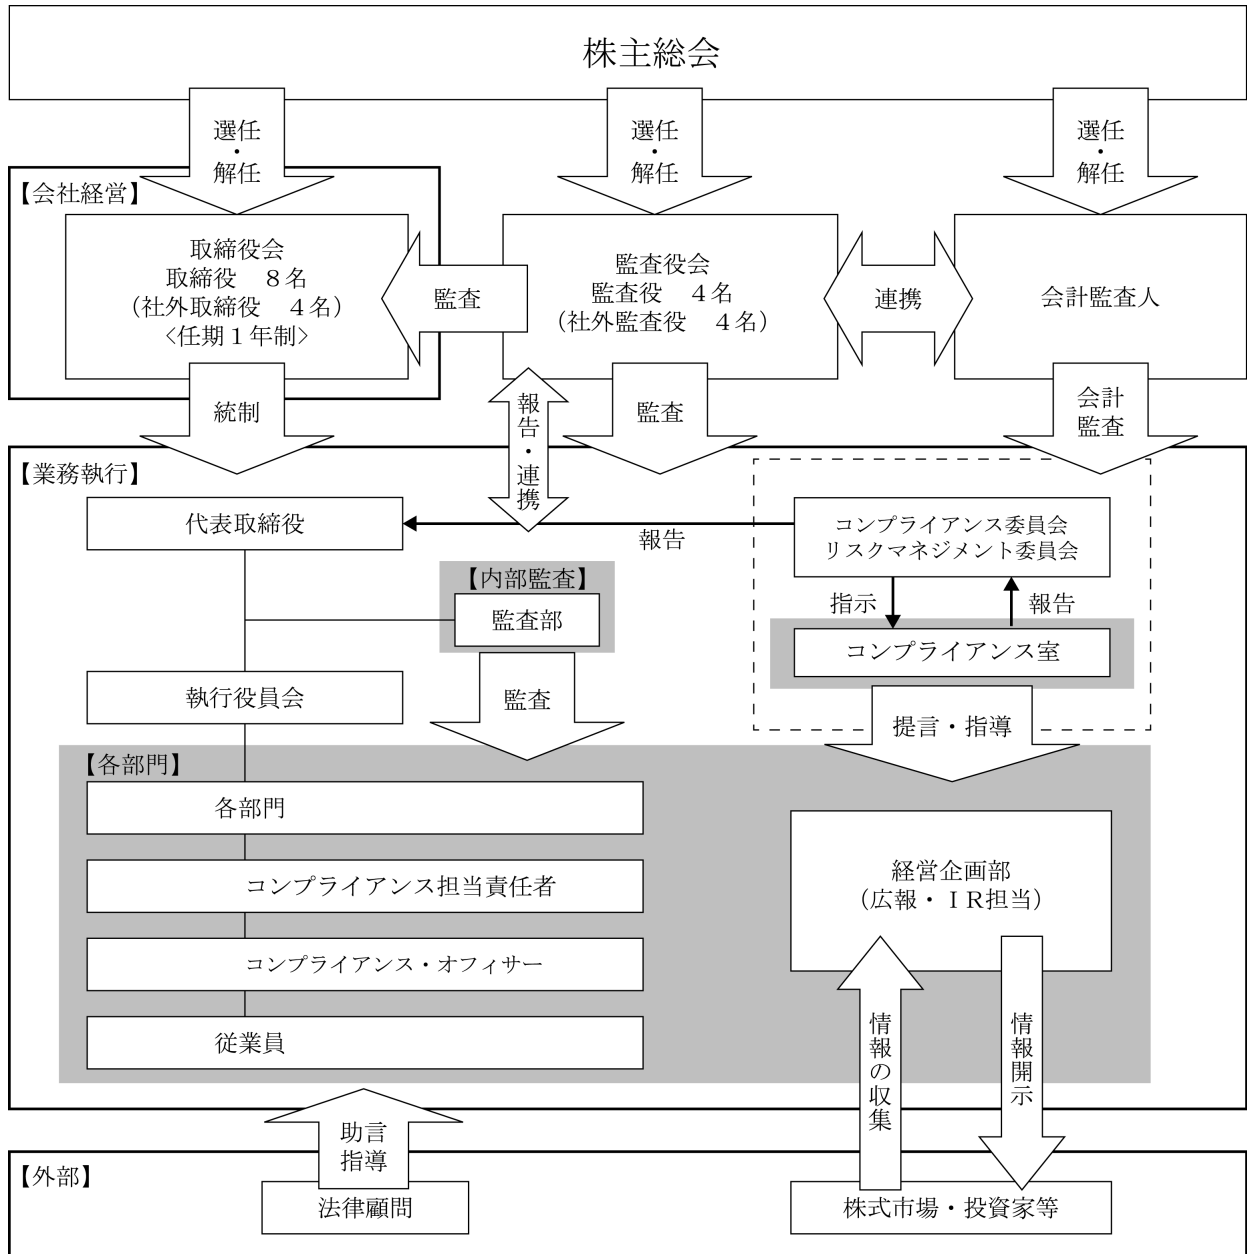 株主総会
選任
・
解任
選任
・
解任
選任
・
解任
【会社経営】
取締役会
取締役　８名
（社外取締役　４名）
<任期１年制>
監査
監査役会
監査役　４名
（社外監査役　４名）
連携
会計監査人
統制
報告・連携
監査
会計
監査
【業務執行】
代表取締役
報告
コンプライアンス委員会
リスクマネジメント委員会
【内部監査】
監査部
指示
報告
コンプライアンス室
執行役員会
監査
提言・指導
【各部門】
各部門
コンプライアンス担当責任者
コンプライアンス・オフィサー
従業員
経営企画部
（広報・ＩＲ担当）
情報の収集
情報開示
助言
指導
【外部】
法律顧問
株式市場・投資家等